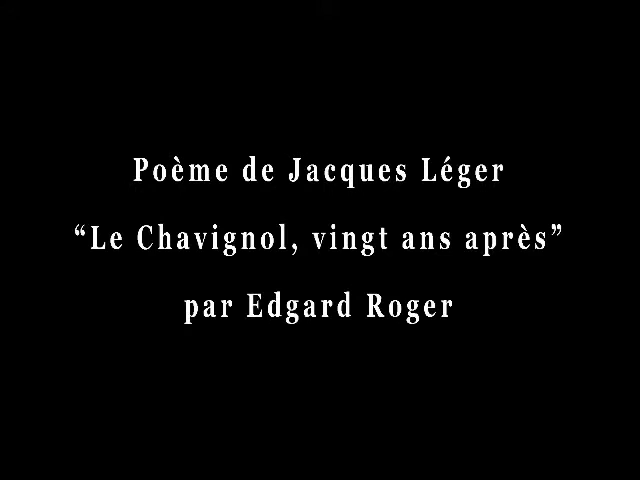 Poème de Jacques Léger
“Le Chavignol, vingt ans après”
par Edgard Roger